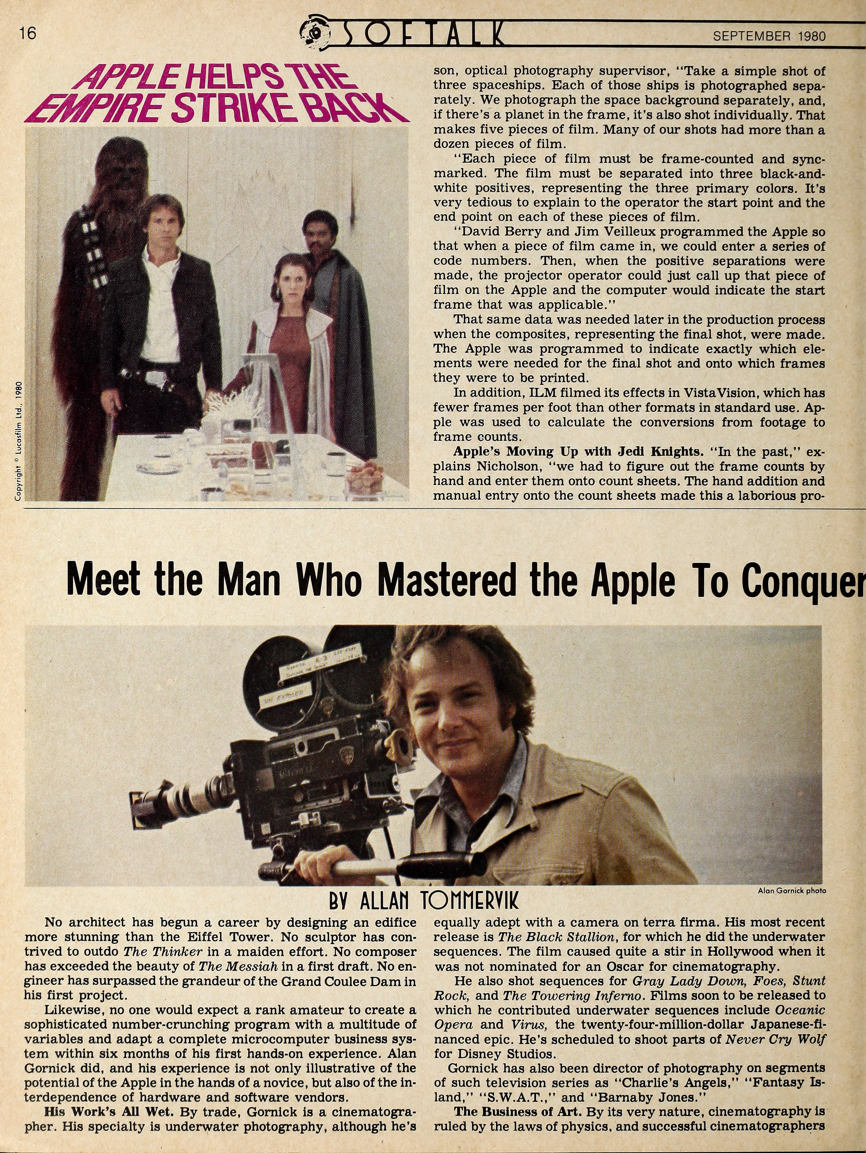 16
SOFTALK
SEPTEMBER 1980
APPLE HELPS THE
EMPIRE STRIKE BACK
Copyright © Lucasfilm Ltd., 1980
son, optical photography supervisor, “Take a simple shot of
three spaceships. Each of those ships is photographed sepa-
rately. We photograph the space background separately, and,
if there’s a planet in the frame, it’s also shot individually. That
makes five pieces of film. Many of our shots had more than a
dozen pieces of film.
“Each piece of film must be frame-counted and sync-
marked. The film must be separated into three black-and-
white positives, representing the three primary colors. It’s
very tedious to explain to the operator the start point and the
end point on each of these pieces of film.
“David Berry and Jim Veilleux programmed the Apple so
that when a piece of film came in, we could enter a series of
code numbers. Then, when the positive separations were
made, the projector operator could just call up that piece of
film on the Apple and the computer would indicate the start
frame that was applicable.”
That same data was needed later in the production process
when the composites, representing the final shot, were made.
The Apple was programmed to indicate exactly which ele-
ments were needed for the final shot and onto which frames
they were to be printed.
In addition, ILM filmed its effects in VistaVision, which has
fewer frames per foot than other formats in standard use. Ap-
ple was used to calculate the conversions from footage to
frame counts.
Apple’s Moving Up with Jedi Knights. “In the past,” ex-
plains Nicholson, “we had to figure out the frame counts by
hand and enter them onto count sheets. The hand addition and
manual entry onto the count sheets made this a laborious pro-
Meet the Man Who Mastered the Apple To Conquer
MITCHELL
Alan Gornick photo
BY ALLAN TOMMERVIK
No architect has begun a career by designing an edifice
more stunning than the Eiffel Tower. No sculptor has con-
trived to outdo The Thinker in a maiden effort. No composer
has exceeded the beauty of The Messiah in a first draft. No en-
gineer has surpassed the grandeur of the Grand Coulee Dam in
his first project.
Likewise, no one would expect a rank amateur to create a
sophisticated number-crunching program with a multitude of
variables and adapt a complete microcomputer business sys-
tem within six months of his first hands-on experience. Alan
Gornick did, and his experience is not only illustrative of the
potential of the Apple in the hands of a novice, but also of the in-
terdependence of hardware and software vendors.
His Work’s All Wet. By trade, Gornick is a cinematogra-
pher. His specialty is underwater photography, although he’s
equally adept with a camera on terra firma. His most recent
release is The Black Stallion, for which he did the underwater
sequences. The film caused quite a stir in Hollywood when it
was not nominated for an Oscar for cinematography.
He also shot sequences for Gray Lady Down, Foes, Stunt
Rock, and The Towering Inferno. Films soon to be released to
which he contributed underwater sequences include Oceanic
Opera and Virus, the twenty-four-million-dollar Japanese-fi-
nanced epic. He’s scheduled to shoot parts of Never Cry Wolf
for Disney Studios.
Gornick has also been director of photography on segments
of such television series as “Charlie’s Angels,” “Fantasy Is-
land,” “S.W.A.T.,” and “Barnaby Jones.”
The Business of Art. By its very nature, cinematography is
ruled by the laws of physics, and successful cinematographers